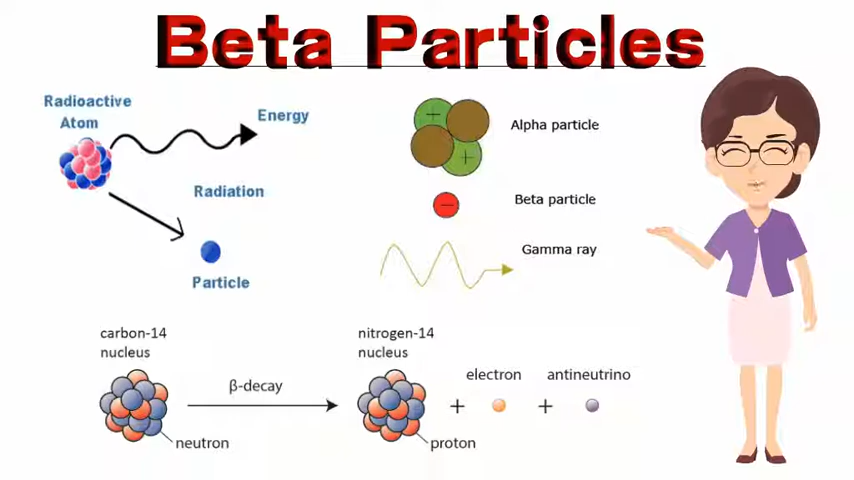 Beta Particles
Radioactive
Atom
Energy
Radiation
Particle
+
+
Alpha particle
−
Beta particle
Gamma ray
carbon-14
nucleus
β-decay
neutron
nitrogen-14
nucleus
proton
+
electron
+
antineutrino